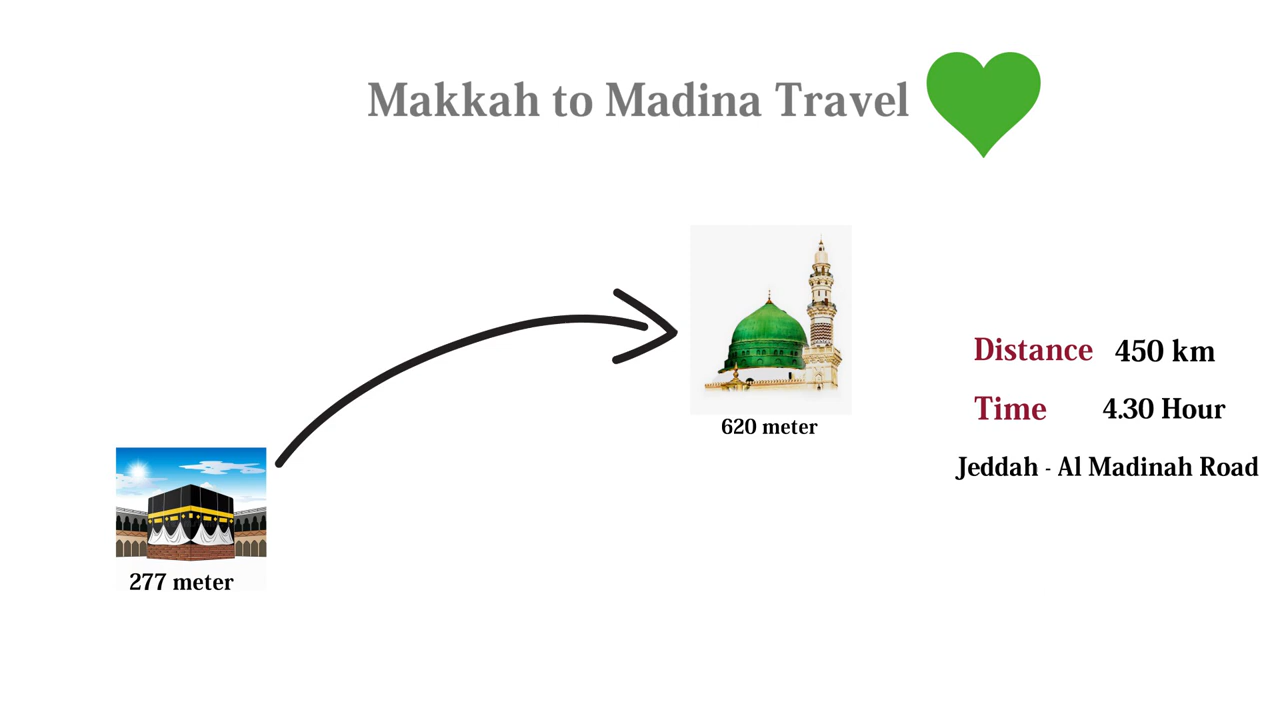 Makkah to Madina Travel
620 meter
277 meter
Distance 450 km
Time 4.30 Hour
Jeddah - Al Madinah Road